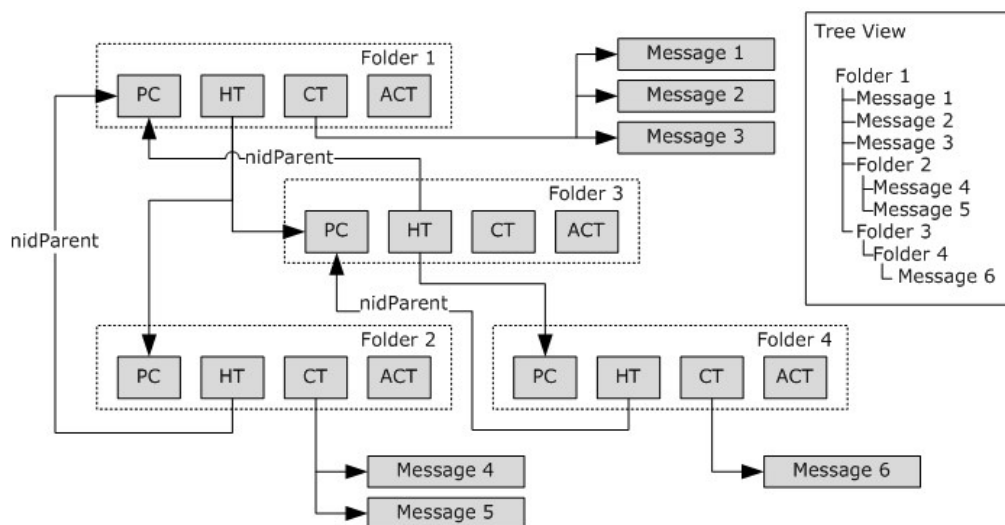 Folder 1
PC HT CT ACT
Message 1
Message 2
Message 3
nidParent
Folder 3
PC HT CT ACT
nidParent
nidParent
Folder 2
PC HT CT ACT
Folder 4
PC HT CT ACT
Message 4
Message 5
Message 6
Tree View
Folder 1
Message 1
Message 2
Message 3
Folder 2
Message 4
Message 5
Folder 3
Folder 4
Message 6